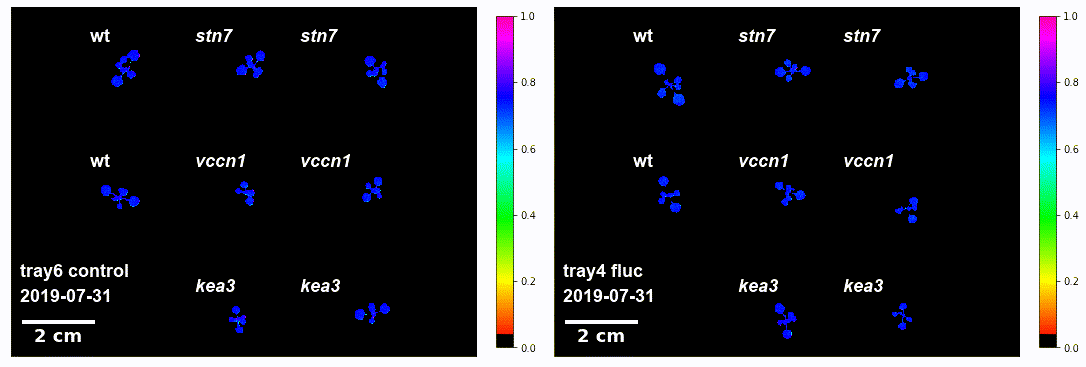 wt stn7 stn7
wt vccn1 vccn1
tray6 control
2019-07-31
kea3 kea3
2 cm
1.0
0.8
0.6
0.4
0.2
0.0
wt stn7 stn7
wt vccn1 vccn1
tray4 fluc
2019-07-31
kea3 kea3
2 cm
1.0
0.8
0.6
0.4
0.2
0.0